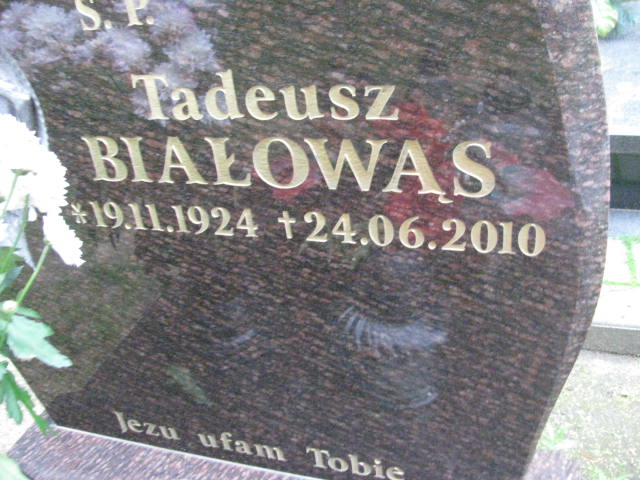 Ś. P.
Tadeusz
BIAŁOWĄS
* 19.11.1924 † 24.06.2010
Jezu ufam Tobie